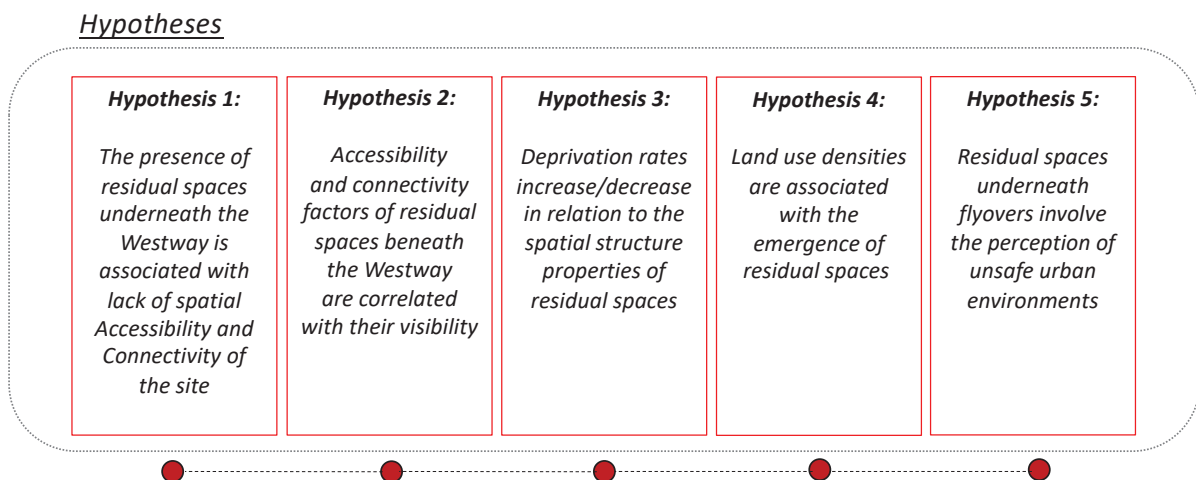 Hypotheses
Hypothesis 1:
The presence of
residual spaces
underneath the
Westway is
associated with
lack of spatial
Accessibility and
Connectivity of
the site
Hypothesis 2:
Accessibility
and connectivity
factors of residual
spaces beneath
the Westway
are correlated
with their visibility
Hypothesis 3:
Deprivation rates
increase/decrease
in relation to the
spatial structure
properties of
residual spaces
Hypothesis 4:
Land use densities
are associated
with the
emergence of
residual spaces
Hypothesis 5:
Residual spaces
underneath
flyovers involve
the perception of
unsafe urban
environments